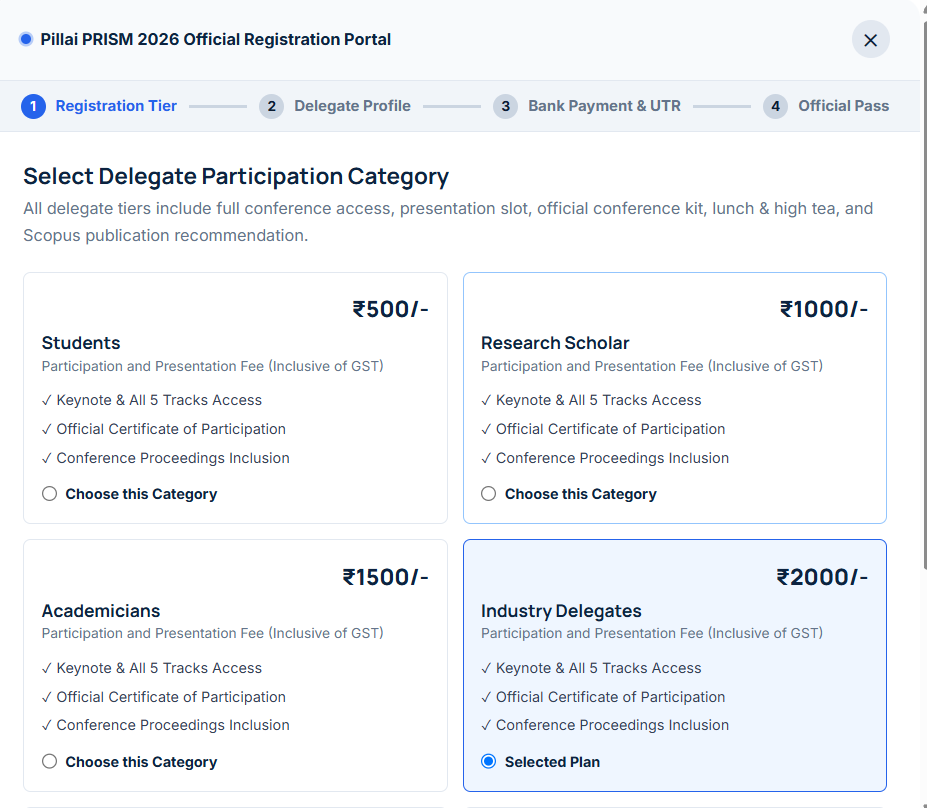 Pillai PRISM 2026 Official Registration Portal
1 Registration Tier
2 Delegate Profile
3 Bank Payment & UTR
4 Official Pass
Select Delegate Participation Category
All delegate tiers include full conference access, presentation slot, official conference kit, lunch & high tea, and
Scopus publication recommendation.
₹500/-
Students
Participation and Presentation Fee (Inclusive of GST)
✓ Keynote & All 5 Tracks Access
✓ Official Certificate of Participation
✓ Conference Proceedings Inclusion
Choose this Category
₹1000/-
Research Scholar
Participation and Presentation Fee (Inclusive of GST)
✓ Keynote & All 5 Tracks Access
✓ Official Certificate of Participation
✓ Conference Proceedings Inclusion
Choose this Category
₹1500/-
Academicians
Participation and Presentation Fee (Inclusive of GST)
✓ Keynote & All 5 Tracks Access
✓ Official Certificate of Participation
✓ Conference Proceedings Inclusion
Choose this Category
₹2000/-
Industry Delegates
Participation and Presentation Fee (Inclusive of GST)
✓ Keynote & All 5 Tracks Access
✓ Official Certificate of Participation
✓ Conference Proceedings Inclusion
Selected Plan